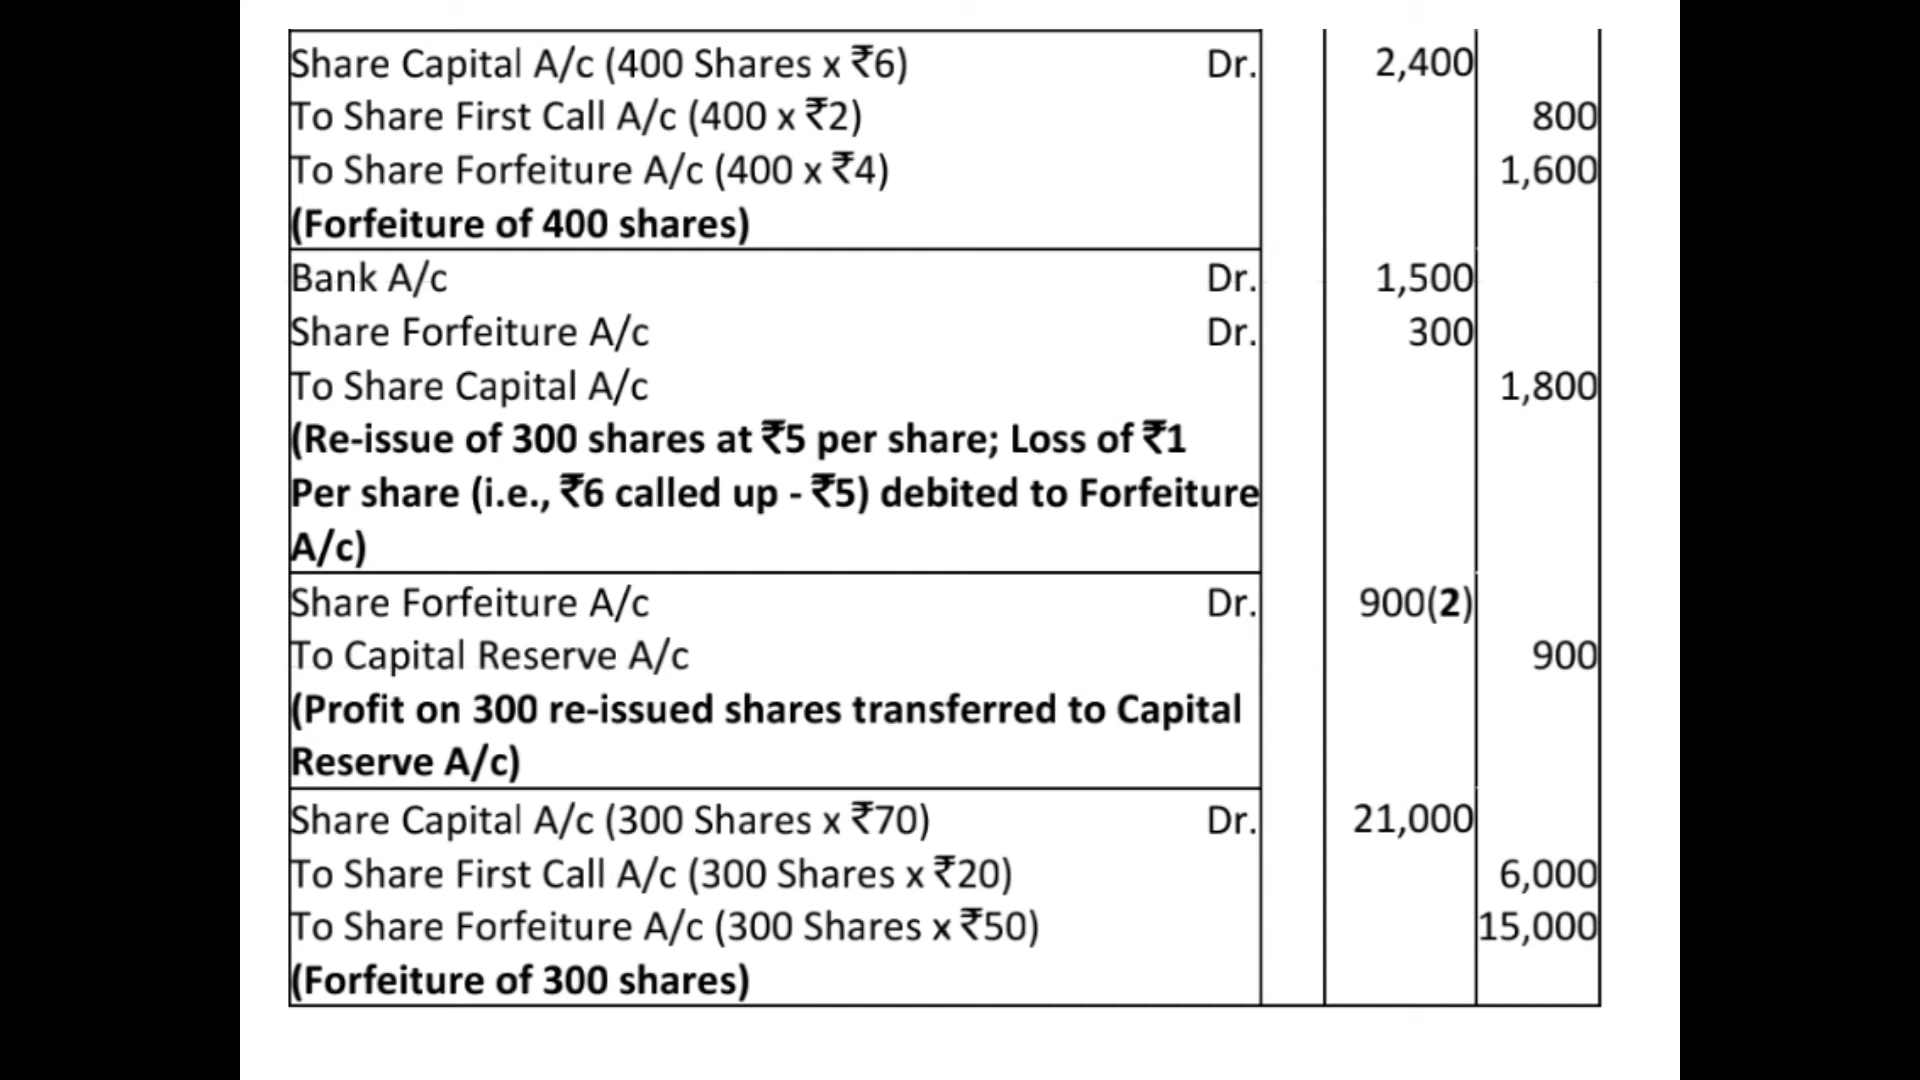 Share Capital A/c (400 Shares x ₹6) Dr. 2,400
To Share First Call A/c (400 x ₹2) 800
To Share Forfeiture A/c (400 x ₹4) 1,600
(Forfeiture of 400 shares)
Bank A/c Dr. 1,500
Share Forfeiture A/c Dr. 300
To Share Capital A/c 1,800
(Re-issue of 300 shares at ₹5 per share; Loss of ₹1
Per share (i.e., ₹6 called up - ₹5) debited to Forfeiture
A/c)
Share Forfeiture A/c Dr. 900(2)
To Capital Reserve A/c 900
(Profit on 300 re-issued shares transferred to Capital
Reserve A/c)
Share Capital A/c (300 Shares x ₹70) Dr. 21,000
To Share First Call A/c (300 Shares x ₹20) 6,000
To Share Forfeiture A/c (300 Shares x ₹50) 15,000
(Forfeiture of 300 shares)